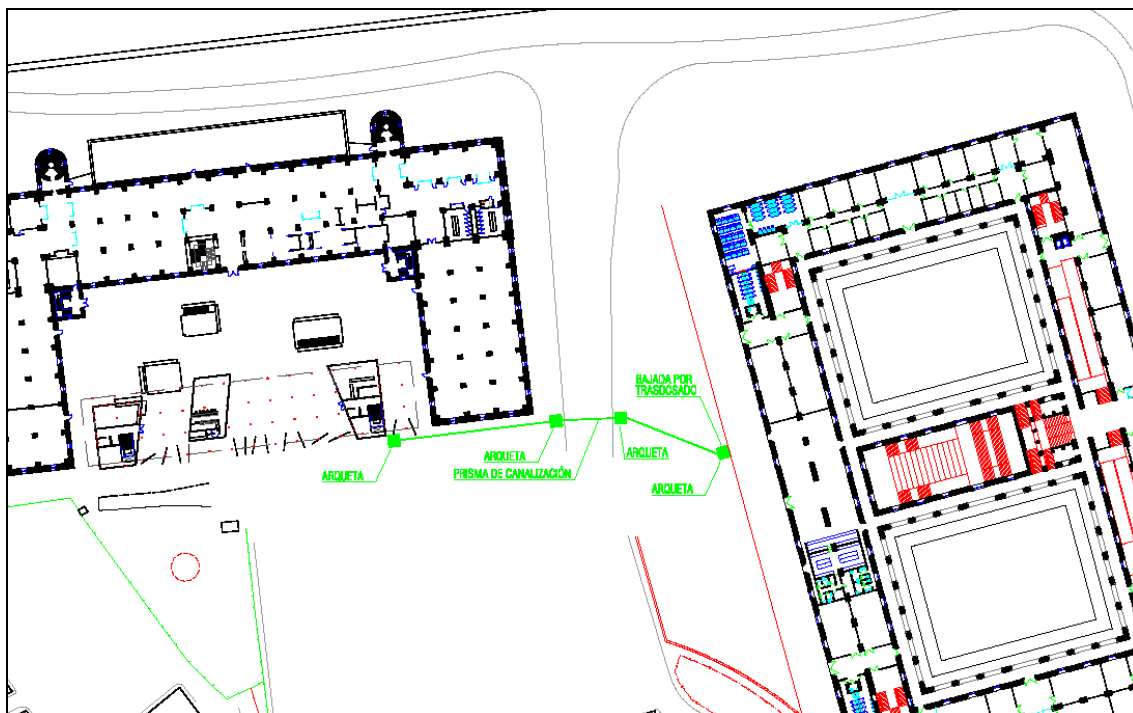 BAJADA POR
TRASDOSADO
ARQUETA
ARQUETA
ARQUETA
PRISMA DE CANALIZACIÓN
ARQUETA